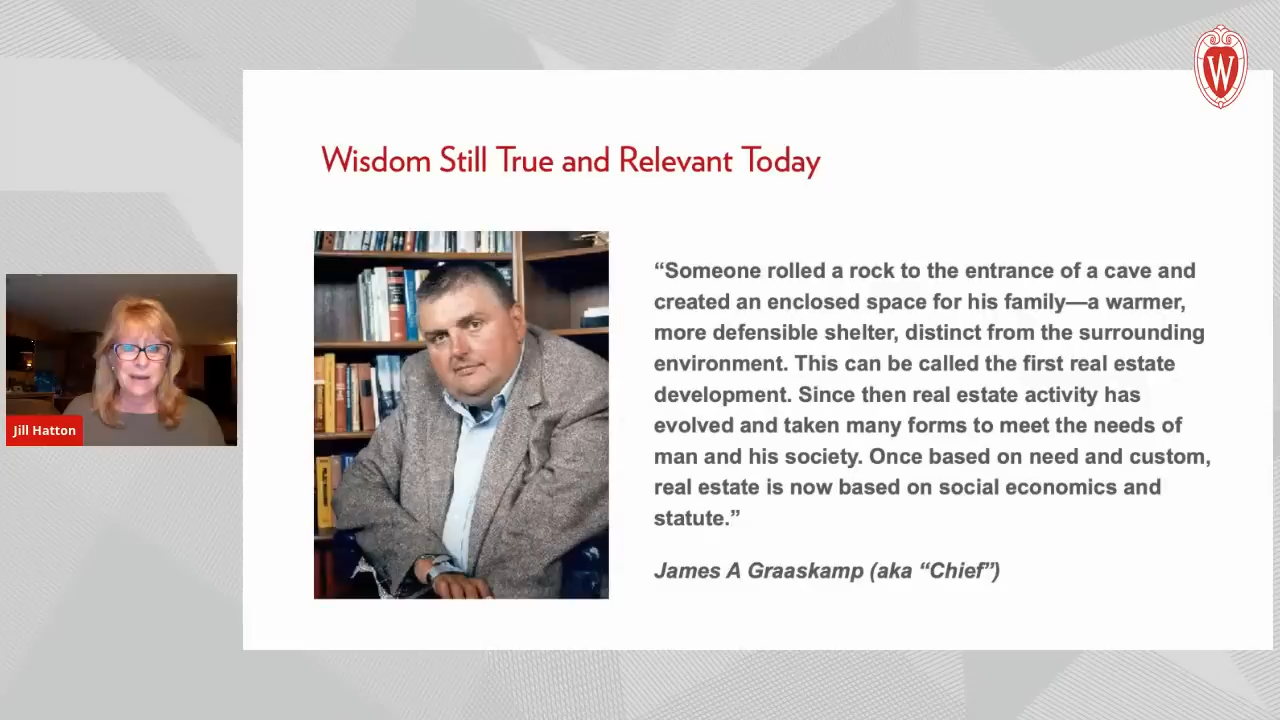 W
Wisdom Still True and Relevant Today
“Someone rolled a rock to the entrance of a cave and
created an enclosed space for his family—a warmer,
more defensible shelter, distinct from the surrounding
environment. This can be called the first real estate
development. Since then real estate activity has
evolved and taken many forms to meet the needs of
man and his society. Once based on need and custom,
real estate is now based on social economics and
statute.”
James A Graaskamp (aka “Chief”)
Jill Hatton